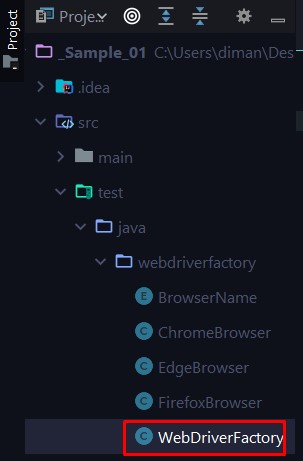 Project
Proje...
_Sample_01 C:\Users\diman\Des
.idea
src
main
test
java
webdriverfactory
E BrowserName
C ChromeBrowser
C EdgeBrowser
C FirefoxBrowser
C WebDriverFactory